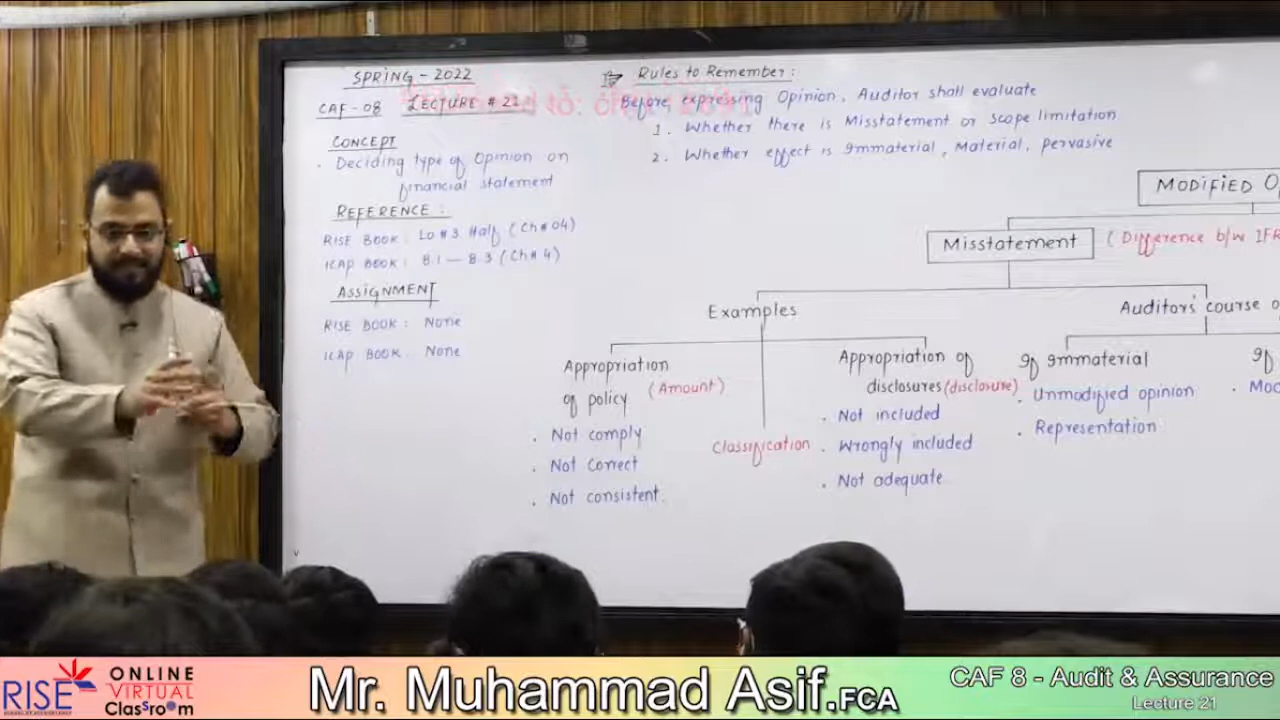 SPRING - 2022
CAF - 08 LECTURE # 21
CONCEPT
. Deciding type of Opinion on
financial statement
REFERENCE :
RISE BOOK : LO # 3 Half (Ch # 04)
ICAP BOOK : 8.1 — 8.3 (Ch # 4)
ASSIGNMENT
RISE BOOK : None
ICAP BOOK : None
Rules to Remember :
Before expressing Opinion, Auditor shall evaluate
1. Whether there is Misstatement or scope limitation
2. Whether effect is Immaterial, Material, pervasive
MODIFIED OP
Misstatement
( Difference b/w IFR
Examples
Auditors' course o
Appropriation
of policy
(Amount)
. Not comply
. Not correct
. Not consistent.
Classification
Appropriation of
disclosures (disclosure)
. Not included
. Wrongly included
. Not adequate
If Immaterial
. Unmodified opinion
. Representation
If
. Mod
RISE
ONLINE
VIRTUAL
Classroom
Mr. Muhammad Asif.FCA
CAF 8 - Audit & Assurance
Lecture 21